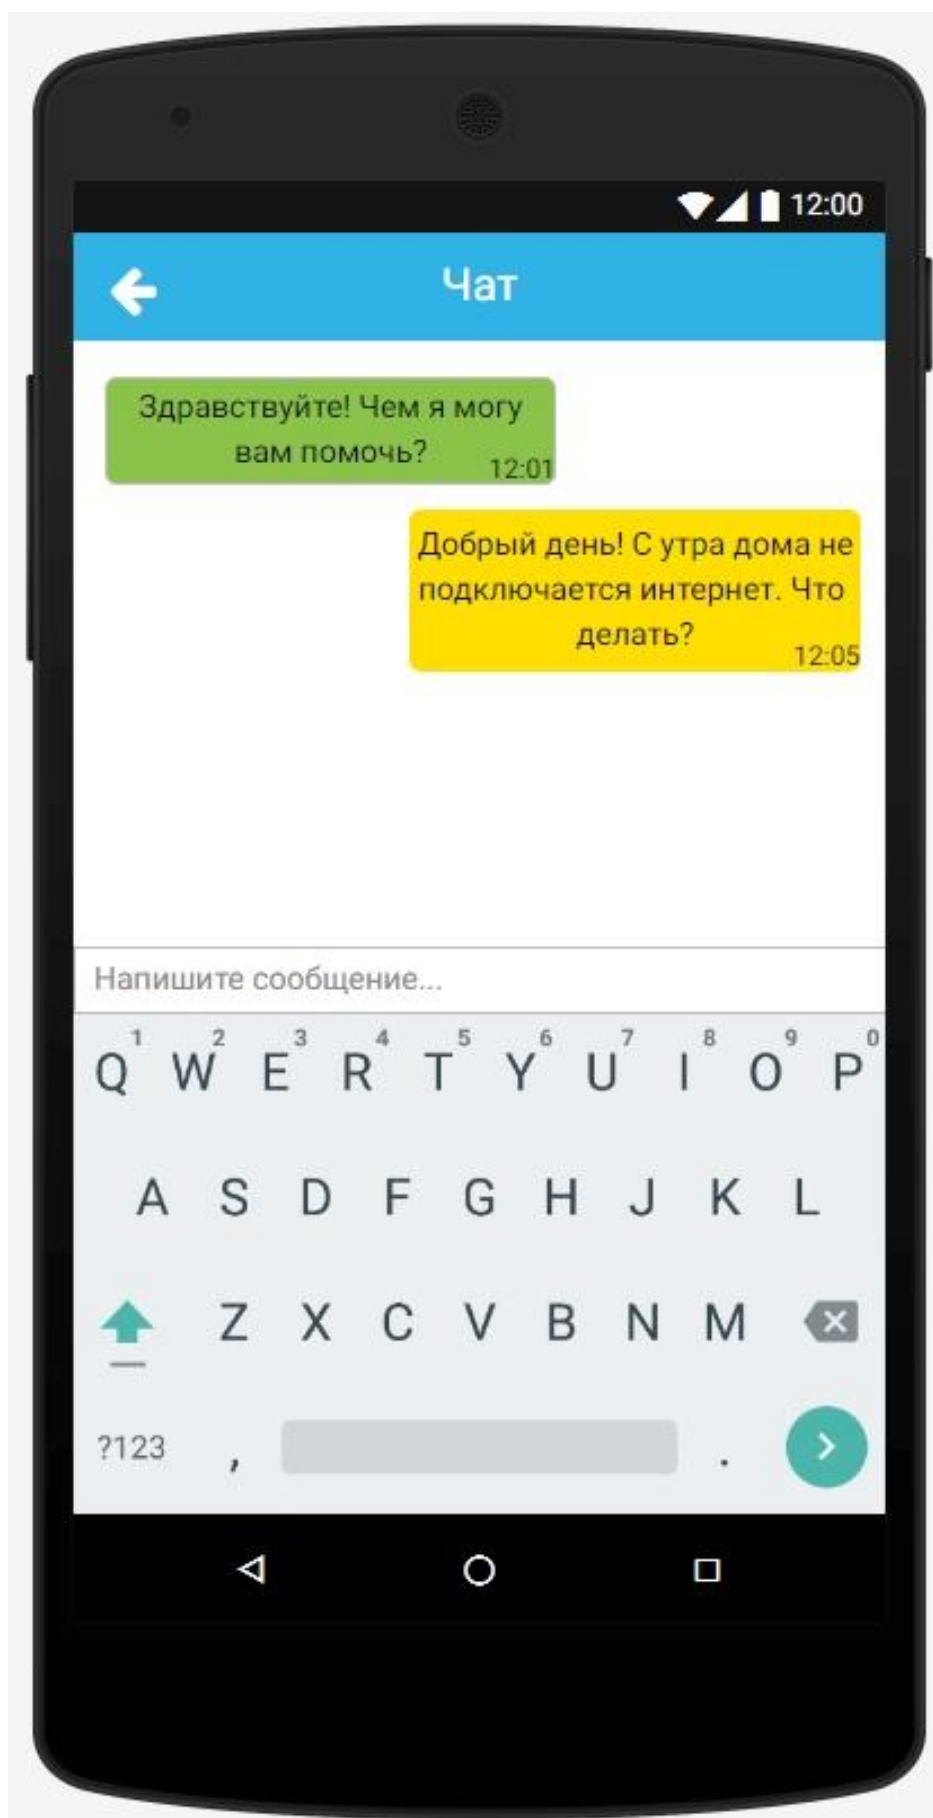 12:00
Чат
Здравствуйте! Чем я могу
вам помочь?
12:01
Добрый день! С утра дома не
подключается интернет. Что
делать?
12:05
Напишите сообщение...
1 2 3 4 5 6 7 8 9 0
Q W E R T Y U I O P
A S D F G H J K L
Z X C V B N M
?123 , .